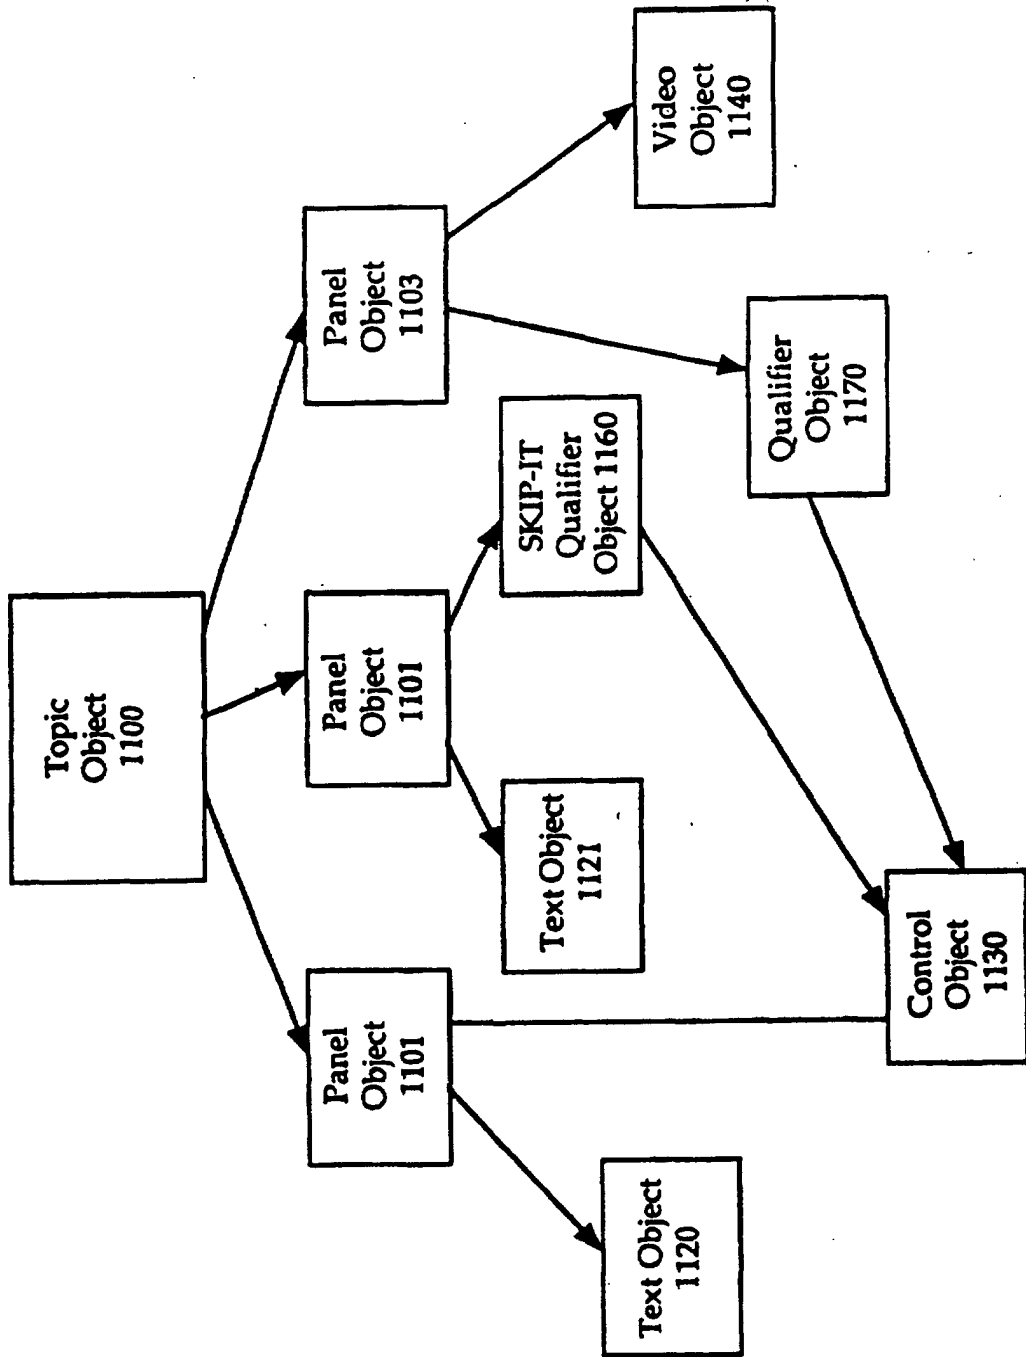 Topic
Object
1100
Panel
Object
1101
Panel
Object
1101
Panel
Object
1103
Text Object
1120
Text Object
1121
SKIP-IT
Qualifier
Object 1160
Video
Object
1140
Control
Object
1130
Qualifier
Object
1170